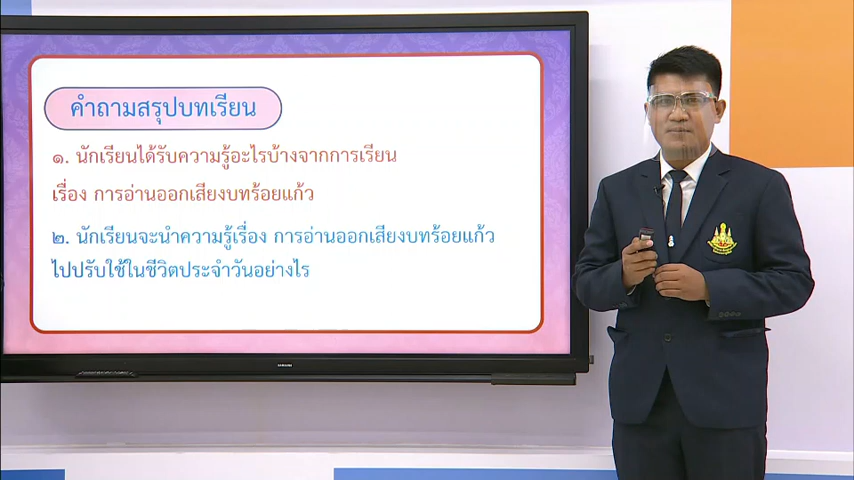 คำถามสรุปบทเรียน
๑. นักเรียนได้รับความรู้อะไรบ้างจากการเรียน
เรื่อง การอ่านออกเสียงบทร้อยแก้ว
๒. นักเรียนจะนำความรู้เรื่อง การอ่านออกเสียงบทร้อยแก้ว
ไปปรับใช้ในชีวิตประจำวันอย่างไร
SAMSUNG